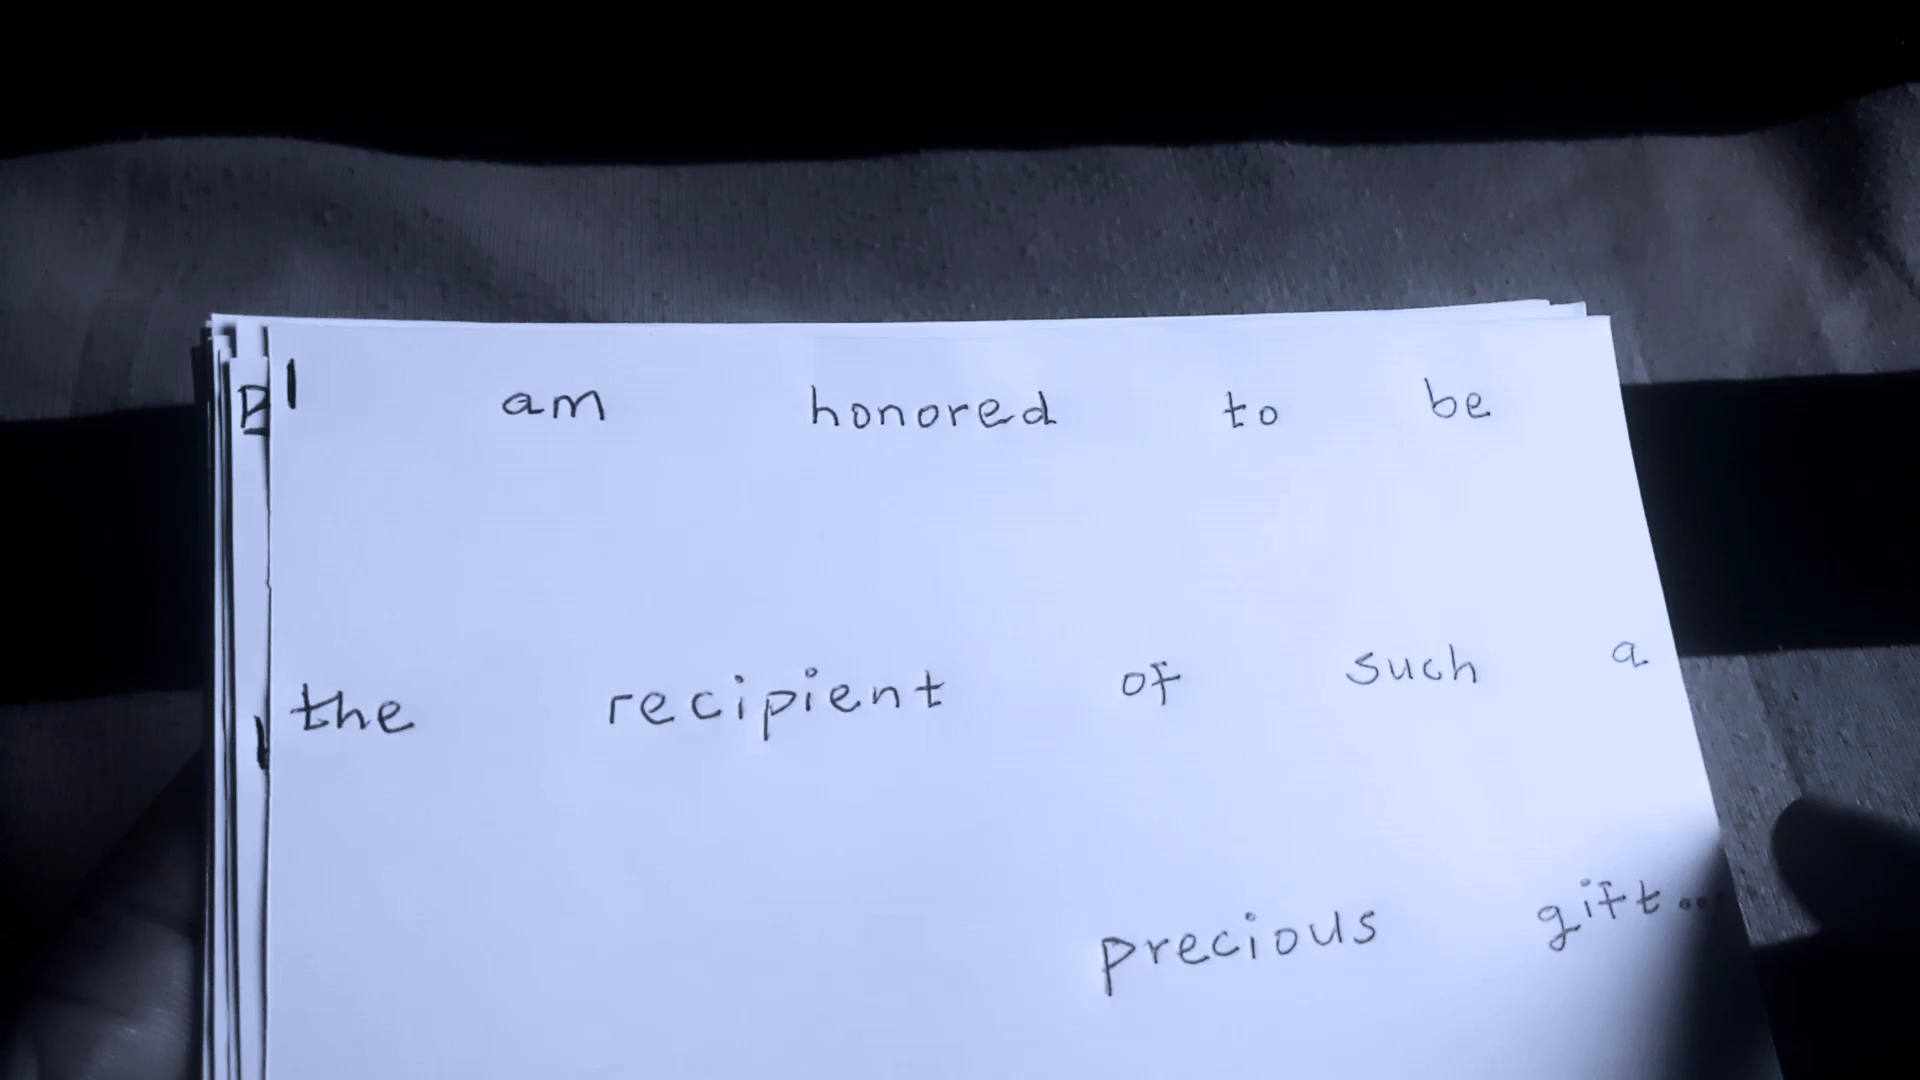 I am honored to be
the recipient of such a
precious gift...